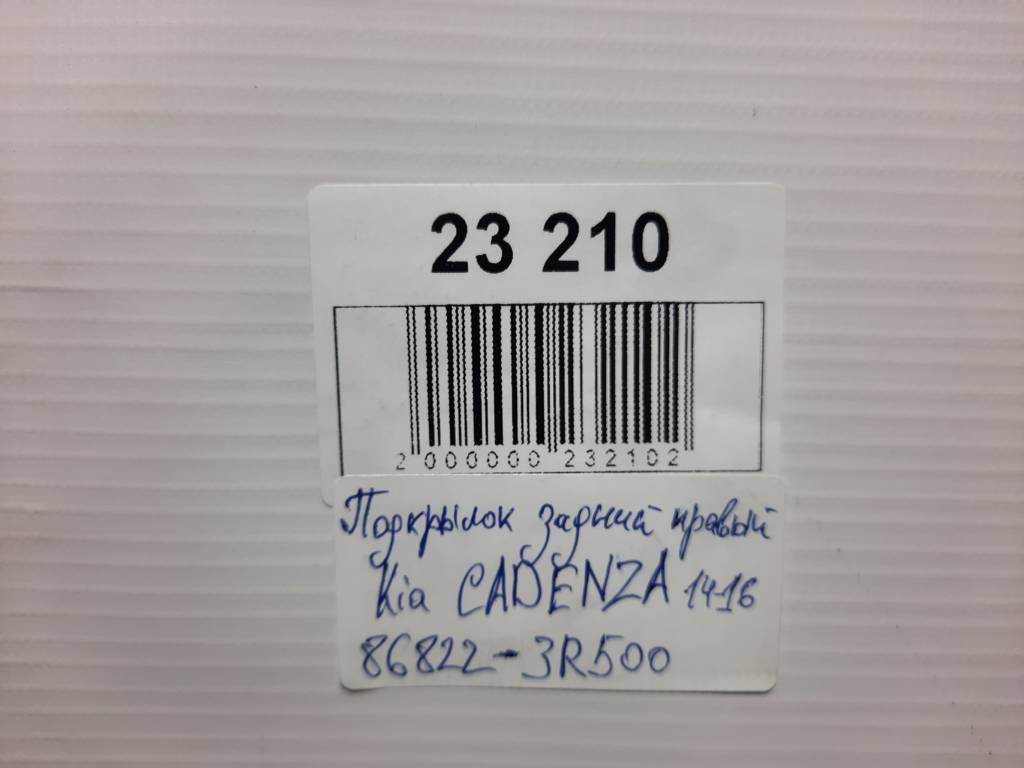 23 210
2 000000 232102
Подкрылок задний правый
Kia CADENZA 14-16
86822-3R500